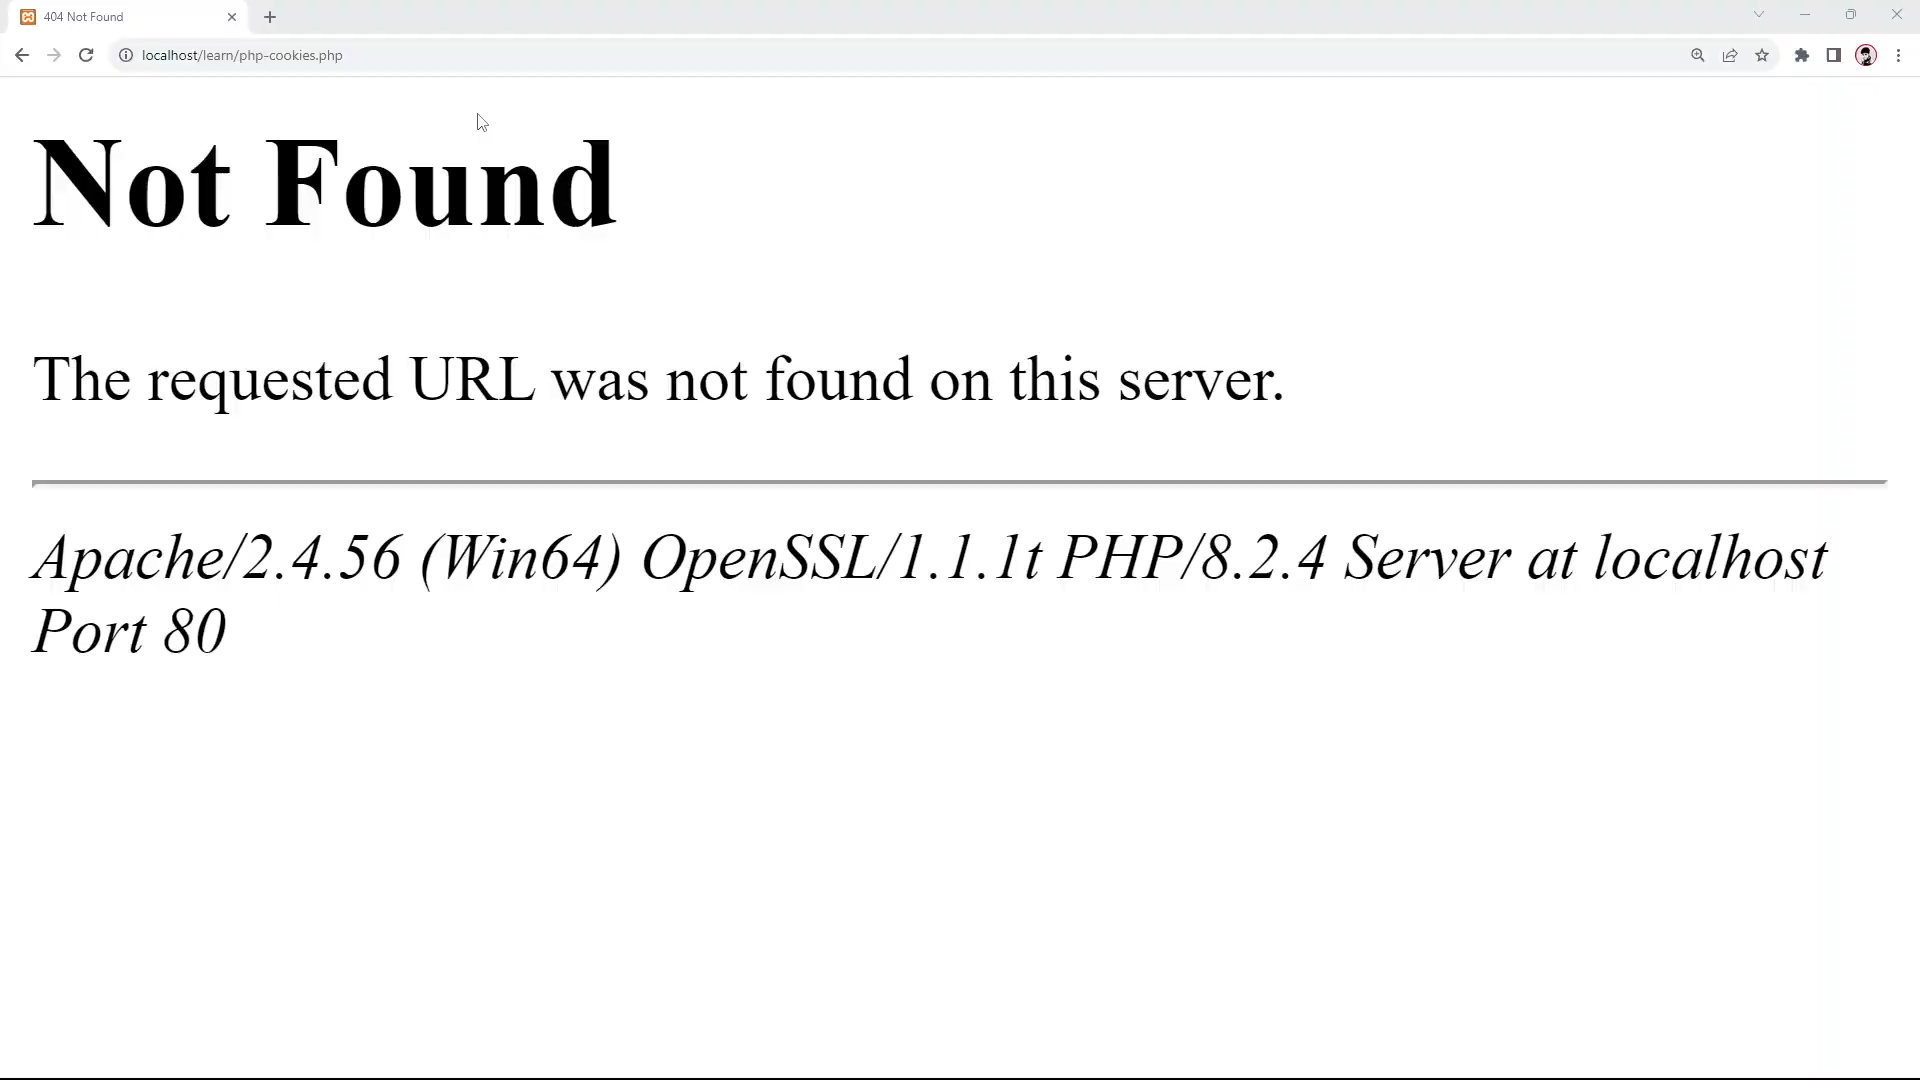 404 Not Found
localhost/learn/php-cookies.php
Not Found
The requested URL was not found on this server.
Apache/2.4.56 (Win64) OpenSSL/1.1.1t PHP/8.2.4 Server at localhost
Port 80